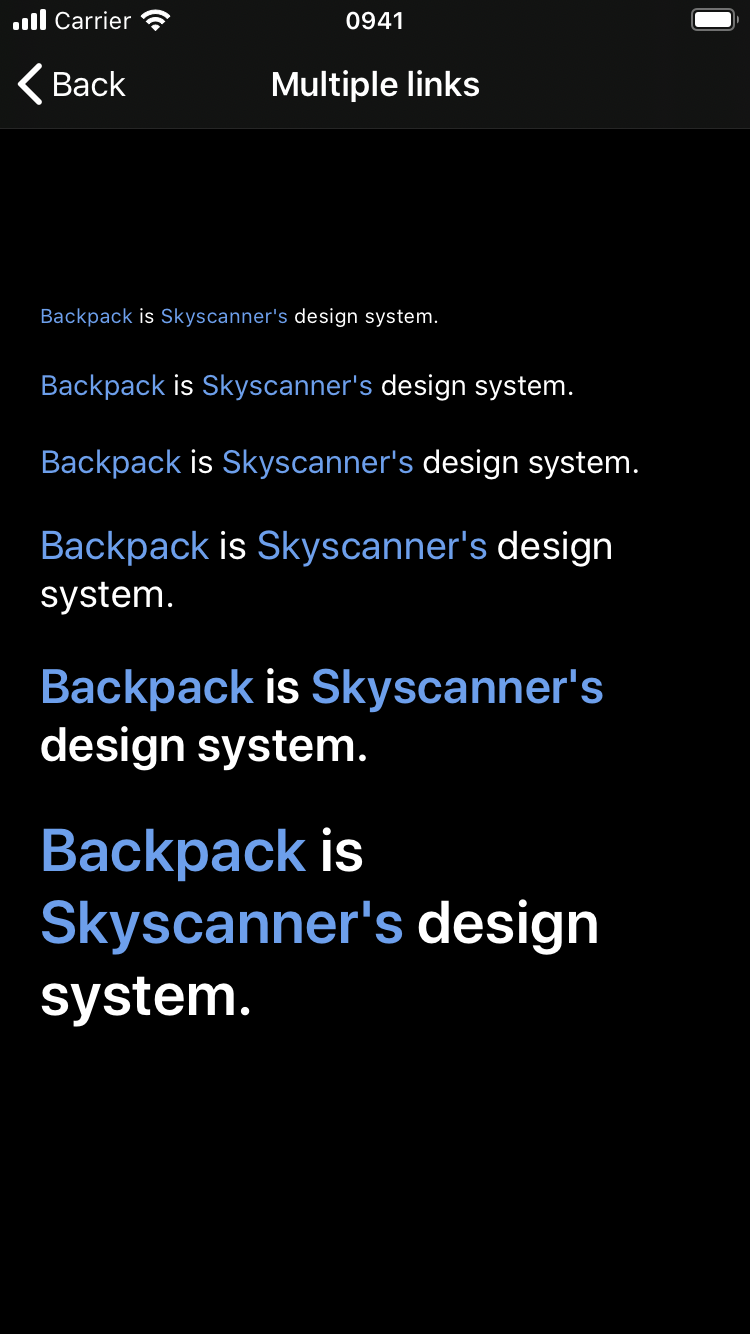 Carrier 0941
Back Multiple links
Backpack is Skyscanner's design system.
Backpack is Skyscanner's design system.
Backpack is Skyscanner's design system.
Backpack is Skyscanner's design
system.
Backpack is Skyscanner's
design system.
Backpack is
Skyscanner's design
system.